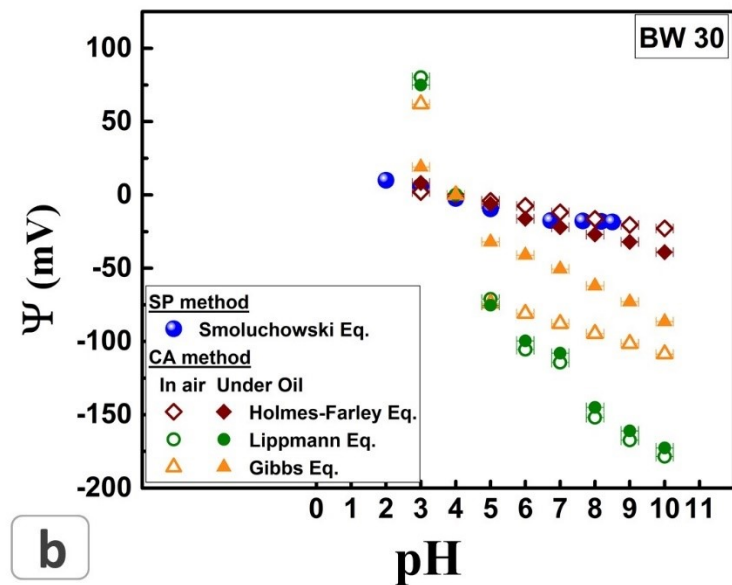 BW 30
100
50
0
-50
-100
-150
-200
Ψ (mV)
SP method
Smoluchowski Eq.
CA method
In air Under Oil
Holmes-Farley Eq.
Lippmann Eq.
Gibbs Eq.
0 1 2 3 4 5 6 7 8 9 10 11
pH
b